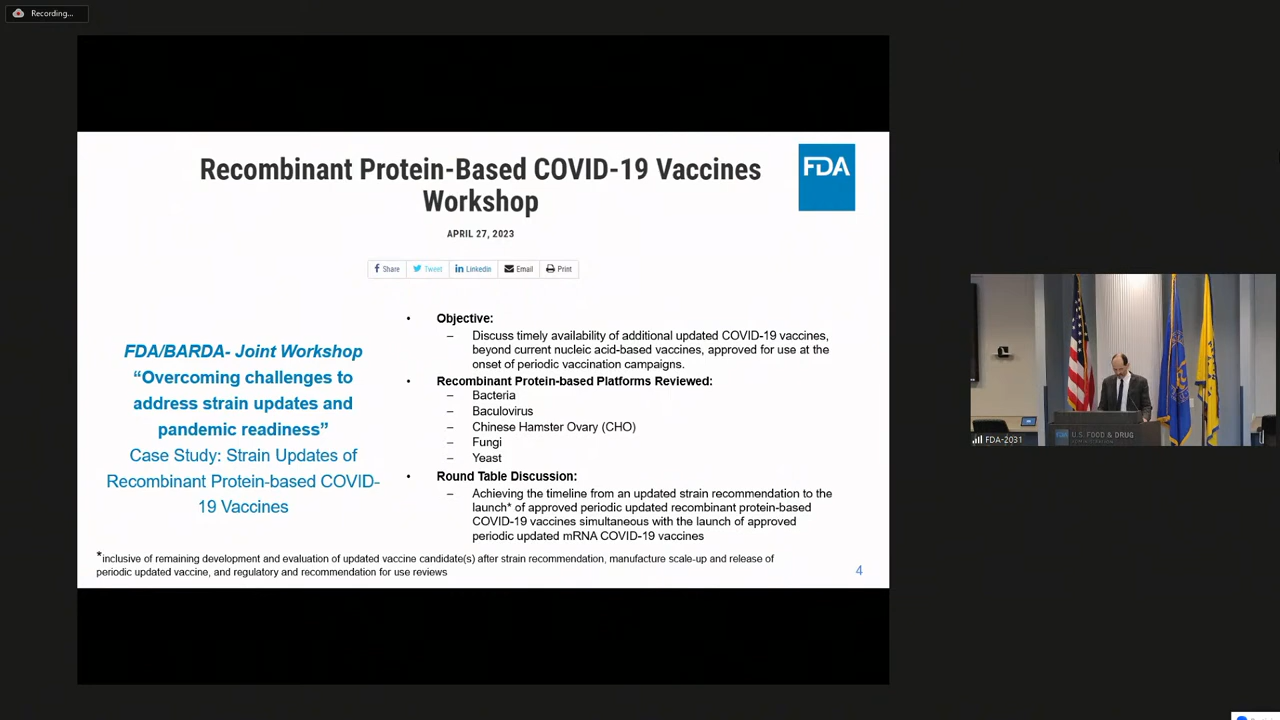 Recording...
Recombinant Protein-Based COVID-19 Vaccines
Workshop
FDA
APRIL 27, 2023
Share
Tweet
Linkedin
Email
Print
FDA/BARDA- Joint Workshop
“Overcoming challenges to
address strain updates and
pandemic readiness”
Case Study: Strain Updates of
Recombinant Protein-based COVID-
19 Vaccines
• Objective:
– Discuss timely availability of additional updated COVID-19 vaccines,
beyond current nucleic acid-based vaccines, approved for use at the
onset of periodic vaccination campaigns.
• Recombinant Protein-based Platforms Reviewed:
– Bacteria
– Baculovirus
– Chinese Hamster Ovary (CHO)
– Fungi
– Yeast
• Round Table Discussion:
– Achieving the timeline from an updated strain recommendation to the
launch* of approved periodic updated recombinant protein-based
COVID-19 vaccines simultaneous with the launch of approved
periodic updated mRNA COVID-19 vaccines
*inclusive of remaining development and evaluation of updated vaccine candidate(s) after strain recommendation, manufacture scale-up and release of
periodic updated vaccine, and regulatory and recommendation for use reviews
4
FDA-2031
FDA
U.S. FOOD & DRUG
ADMINISTRATION